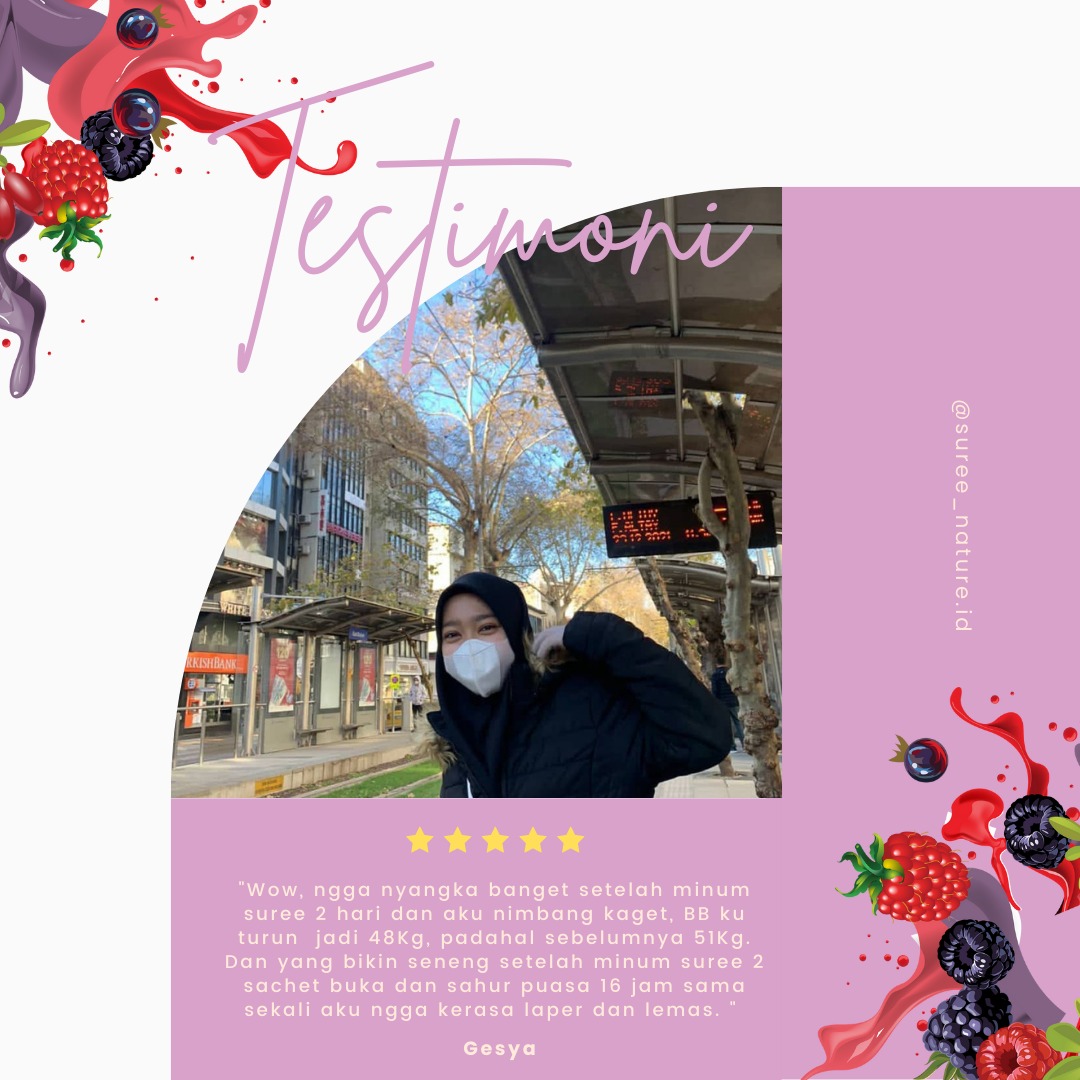 Testimoni
@suree_nature.id
WHITE
RKISHBANK
"Wow, ngga nyangka banget setelah minum
suree 2 hari dan aku nimbang kaget, BB ku
turun  jadi 48Kg, padahal sebelumnya 51Kg.
Dan yang bikin seneng setelah minum suree 2
sachet buka dan sahur puasa 16 jam sama
sekali aku ngga kerasa laper dan lemas. "
Gesya